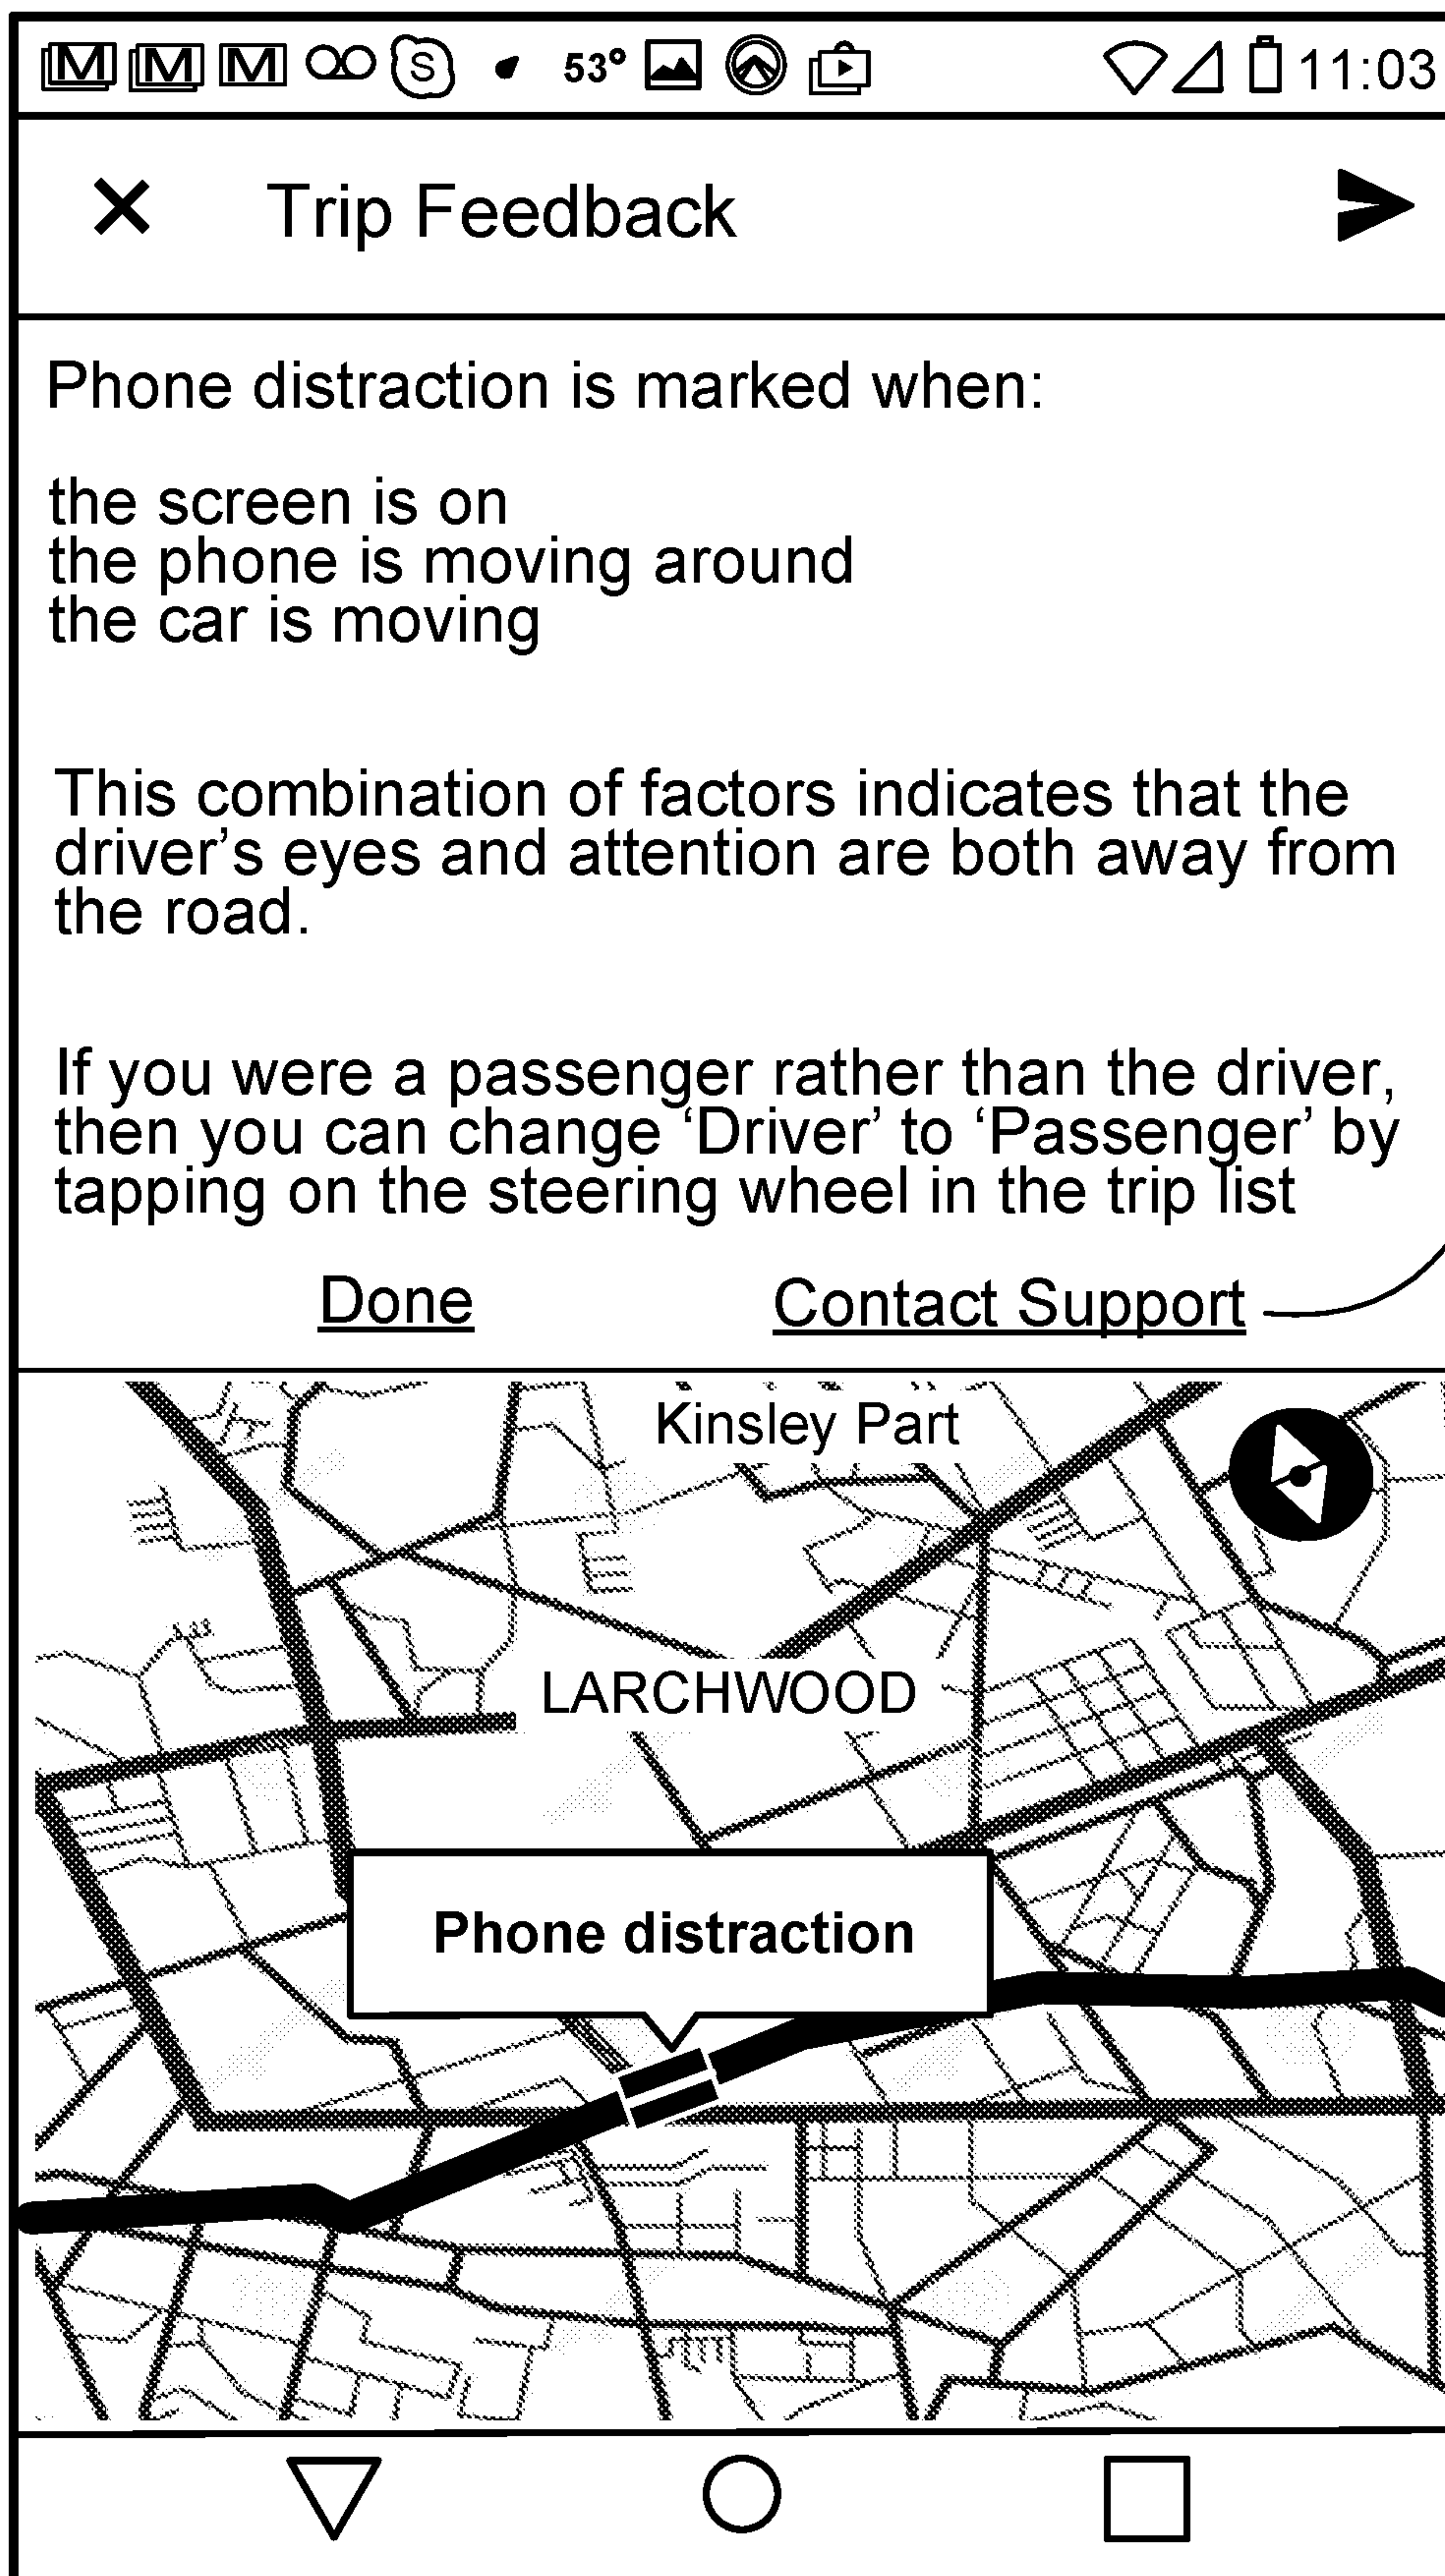 M M M S 53° 11:03
Trip Feedback
Phone distraction is marked when:
the screen is on
the phone is moving around
the car is moving
This combination of factors indicates that the
driver’s eyes and attention are both away from
the road.
If you were a passenger rather than the driver,
then you can change ‘Driver’ to ‘Passenger’ by
tapping on the steering wheel in the trip list
Done Contact Support
Kinsley Part
LARCHWOOD
Phone distraction